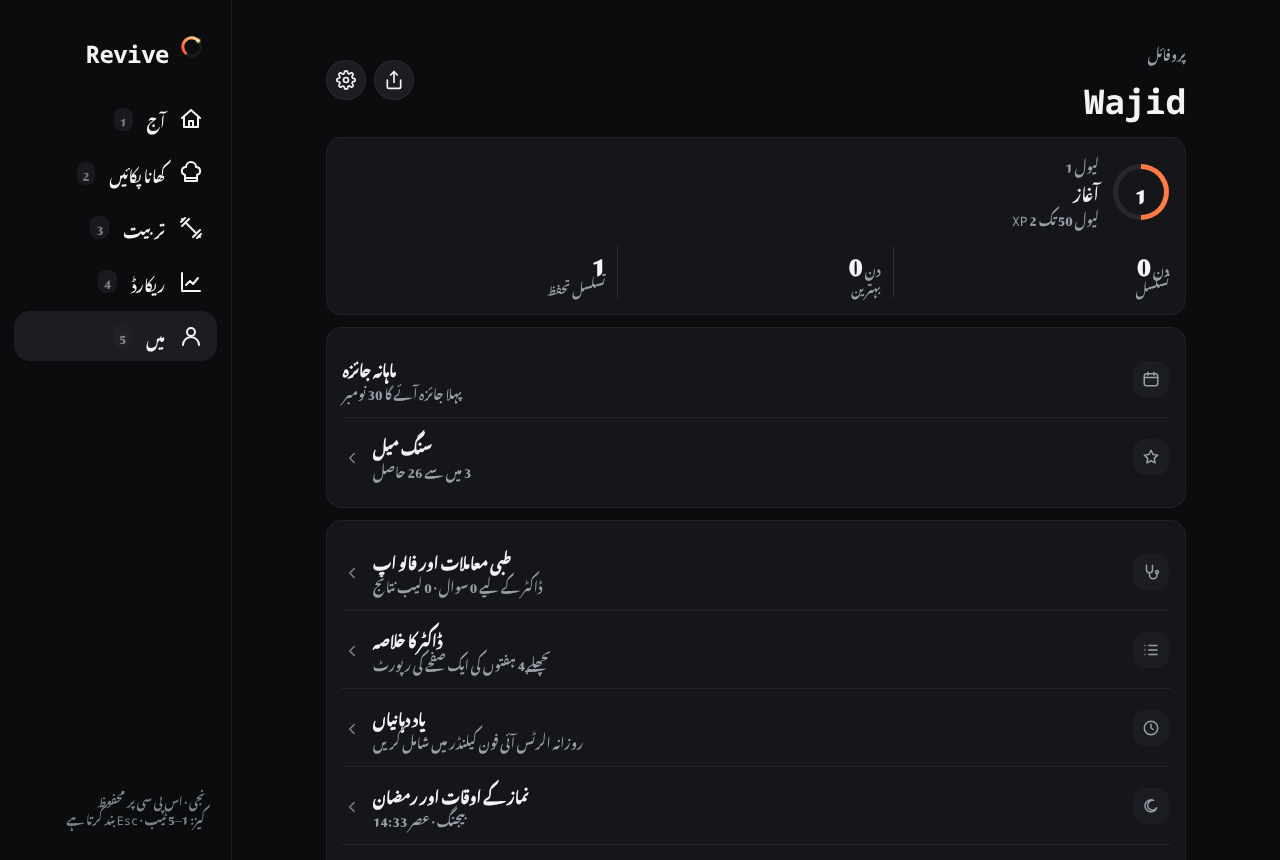 Revive
آج 1
کھانا پکائیں 2
تربیت 3
ریکارڈ 4
میں 5
نجی · اس پی سی پر محفوظ
کیز: 1–5 ٹیب · Esc بند کرتا ہے
پروفائل
Wajid
1
لیول 1
آغاز
لیول 2 تک 50 XP
0 دن
تسلسل
0 دن
بہترین
1
تسلسل تحفظ
ماہانہ جائزہ
پہلا جائزہ آئے گا 30 نومبر
سنگ میل
3 میں سے 26 حاصل
طبی معاملات اور فالو اپ
ڈاکٹر کے لیے 0 سوال · 0 لیب نتائج
ڈاکٹر کا خلاصہ
پچھلے 4 ہفتوں کی ایک صفحے کی رپورٹ
یاد دہانیاں
روزانہ الرٹس آئی فون کیلنڈر میں شامل کریں
نماز کے اوقات اور رمضان
بیجنگ · عصر 14:33